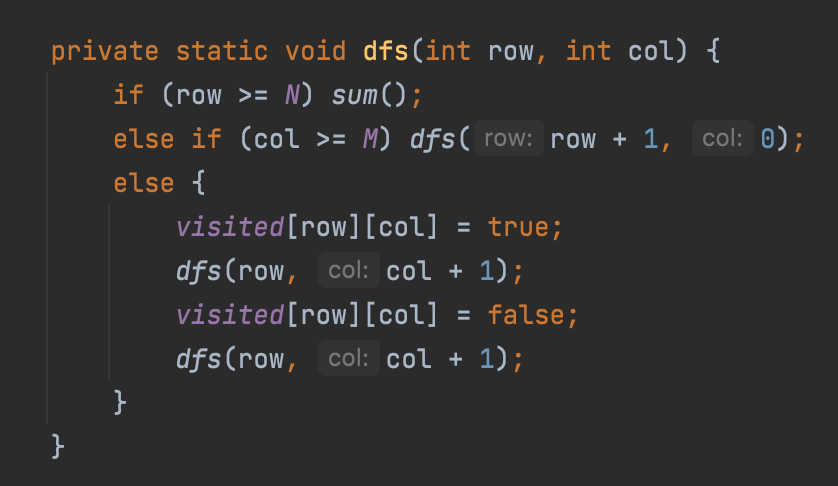 private static void dfs(int row, int col) {
    if (row >= N) sum();
    else if (col >= M) dfs( row: row + 1, col: 0);
    else {
        visited[row][col] = true;
        dfs(row, col: col + 1);
        visited[row][col] = false;
        dfs(row, col: col + 1);
    }
}